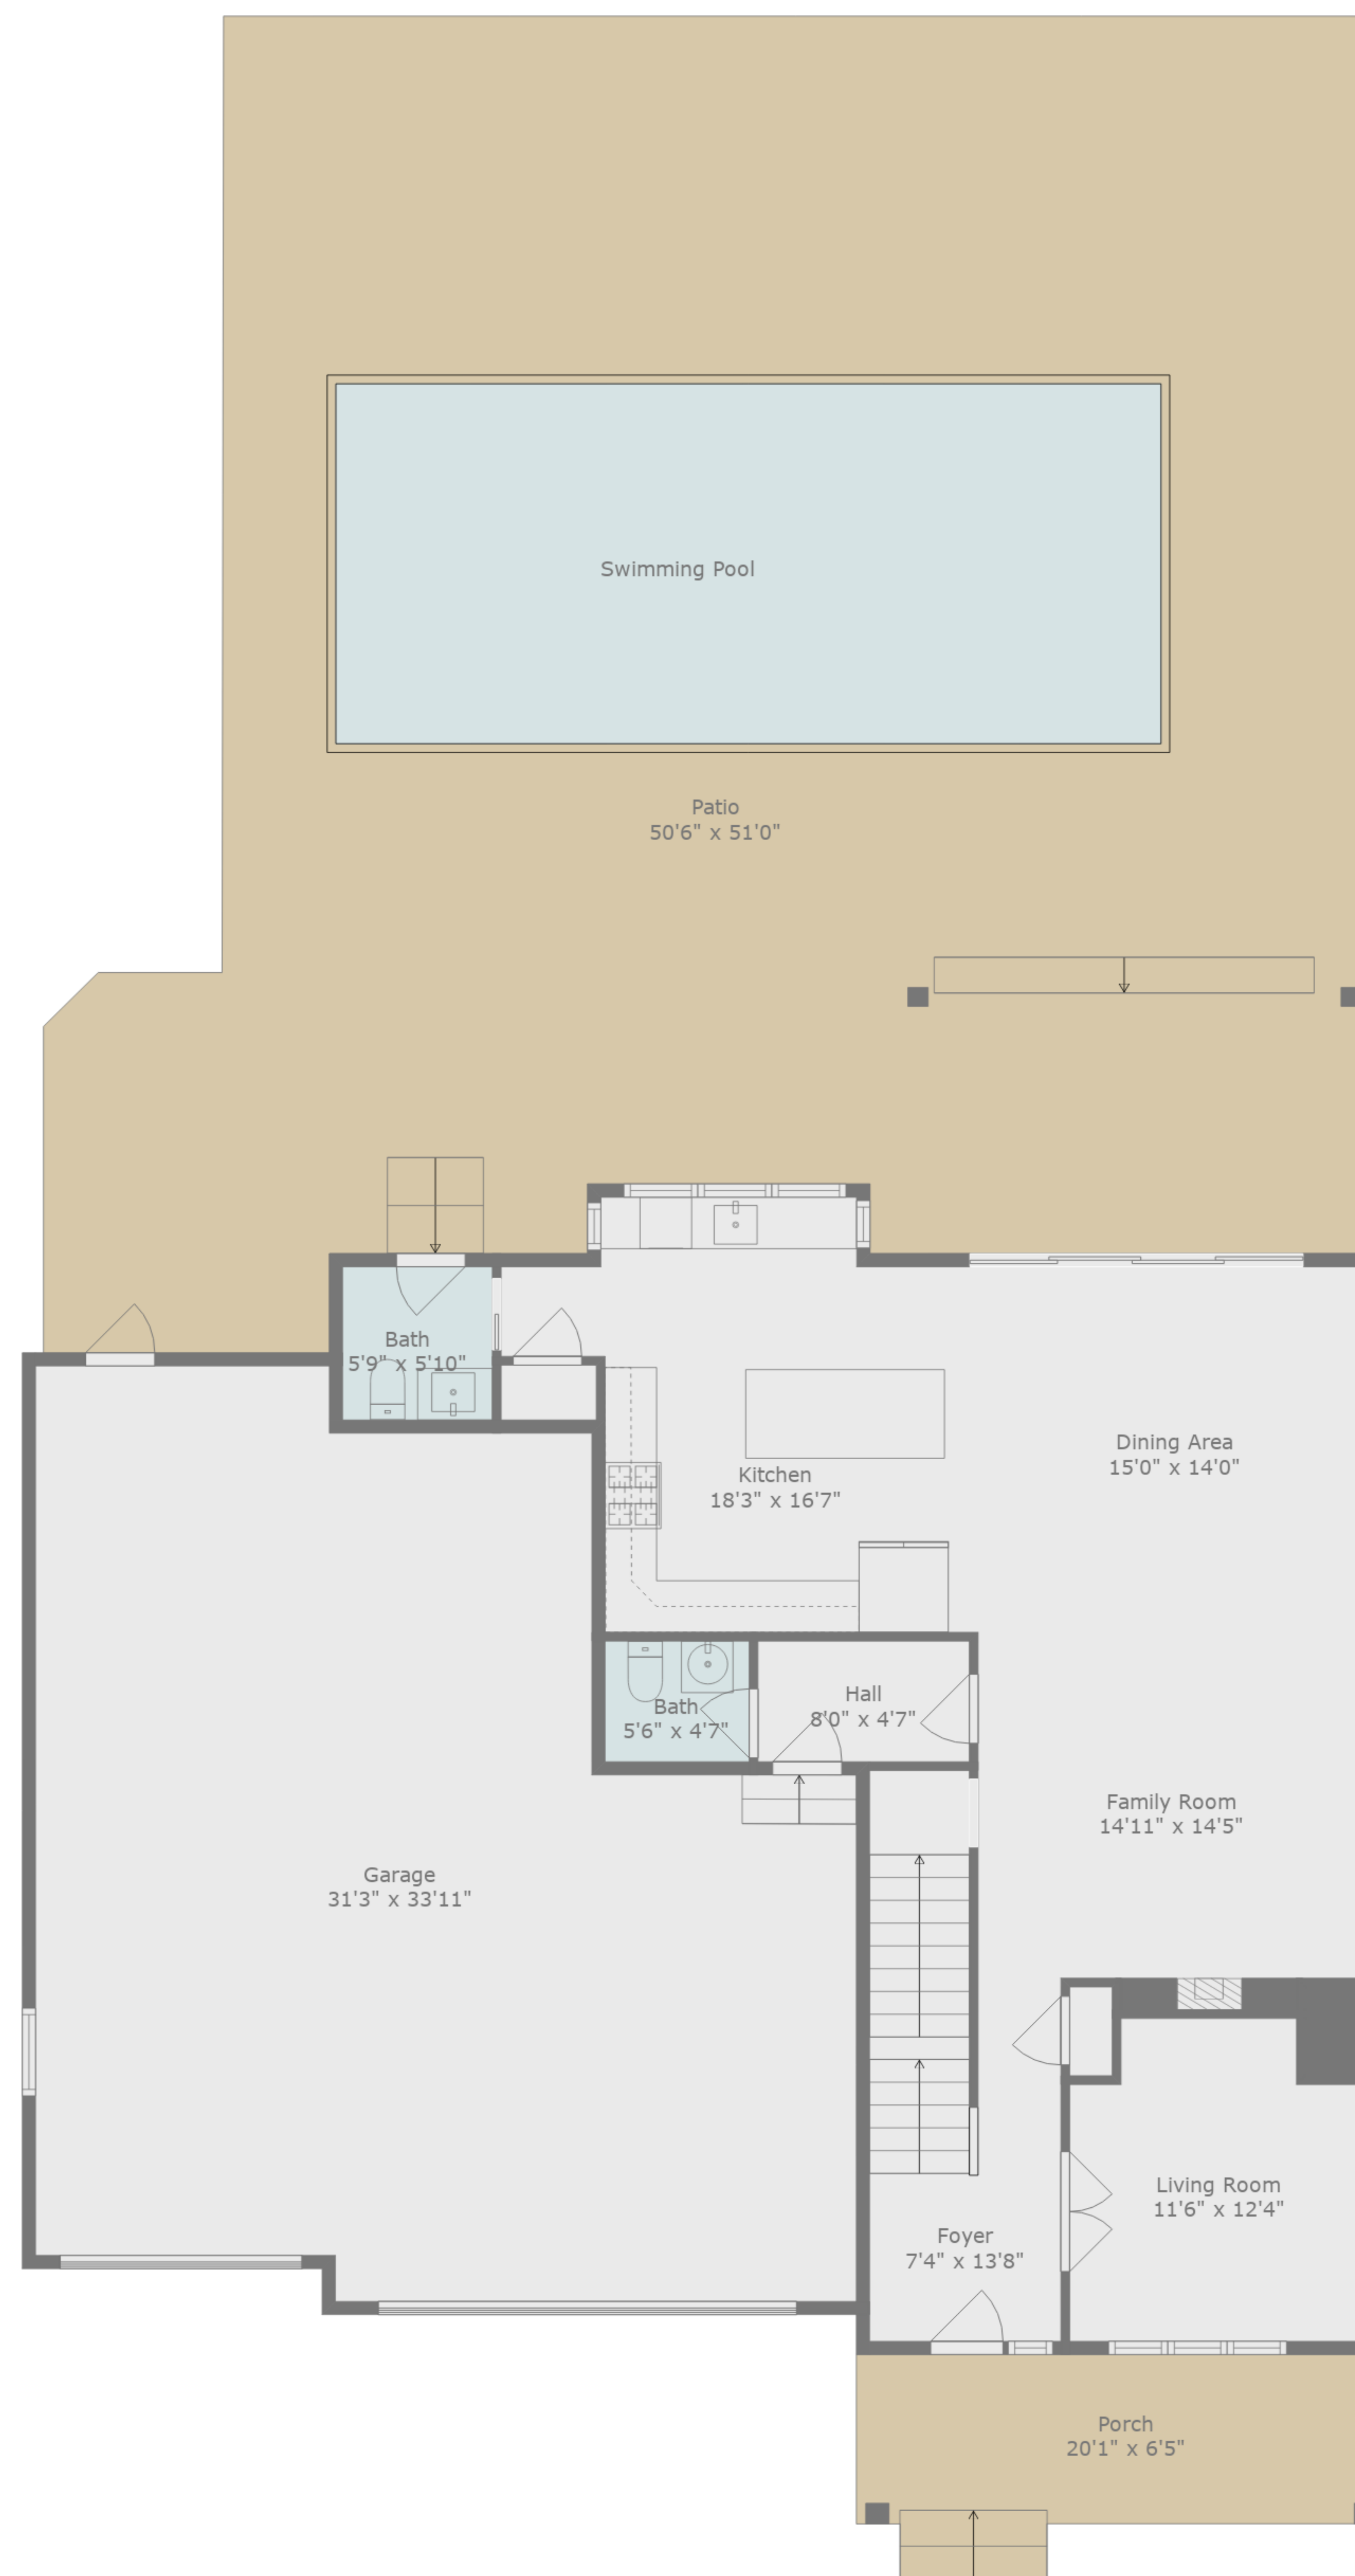 Swimming Pool
Patio
50'6" x 51'0"
Bath
5'9" x 5'10"
Dining Area
15'0" x 14'0"
Kitchen
18'3" x 16'7"
Hall
8'0" x 4'7"
Bath
5'6" x 4'7"
Family Room
14'11" x 14'5"
Garage
31'3" x 33'11"
Living Room
11'6" x 12'4"
Foyer
7'4" x 13'8"
Porch
20'1" x 6'5"